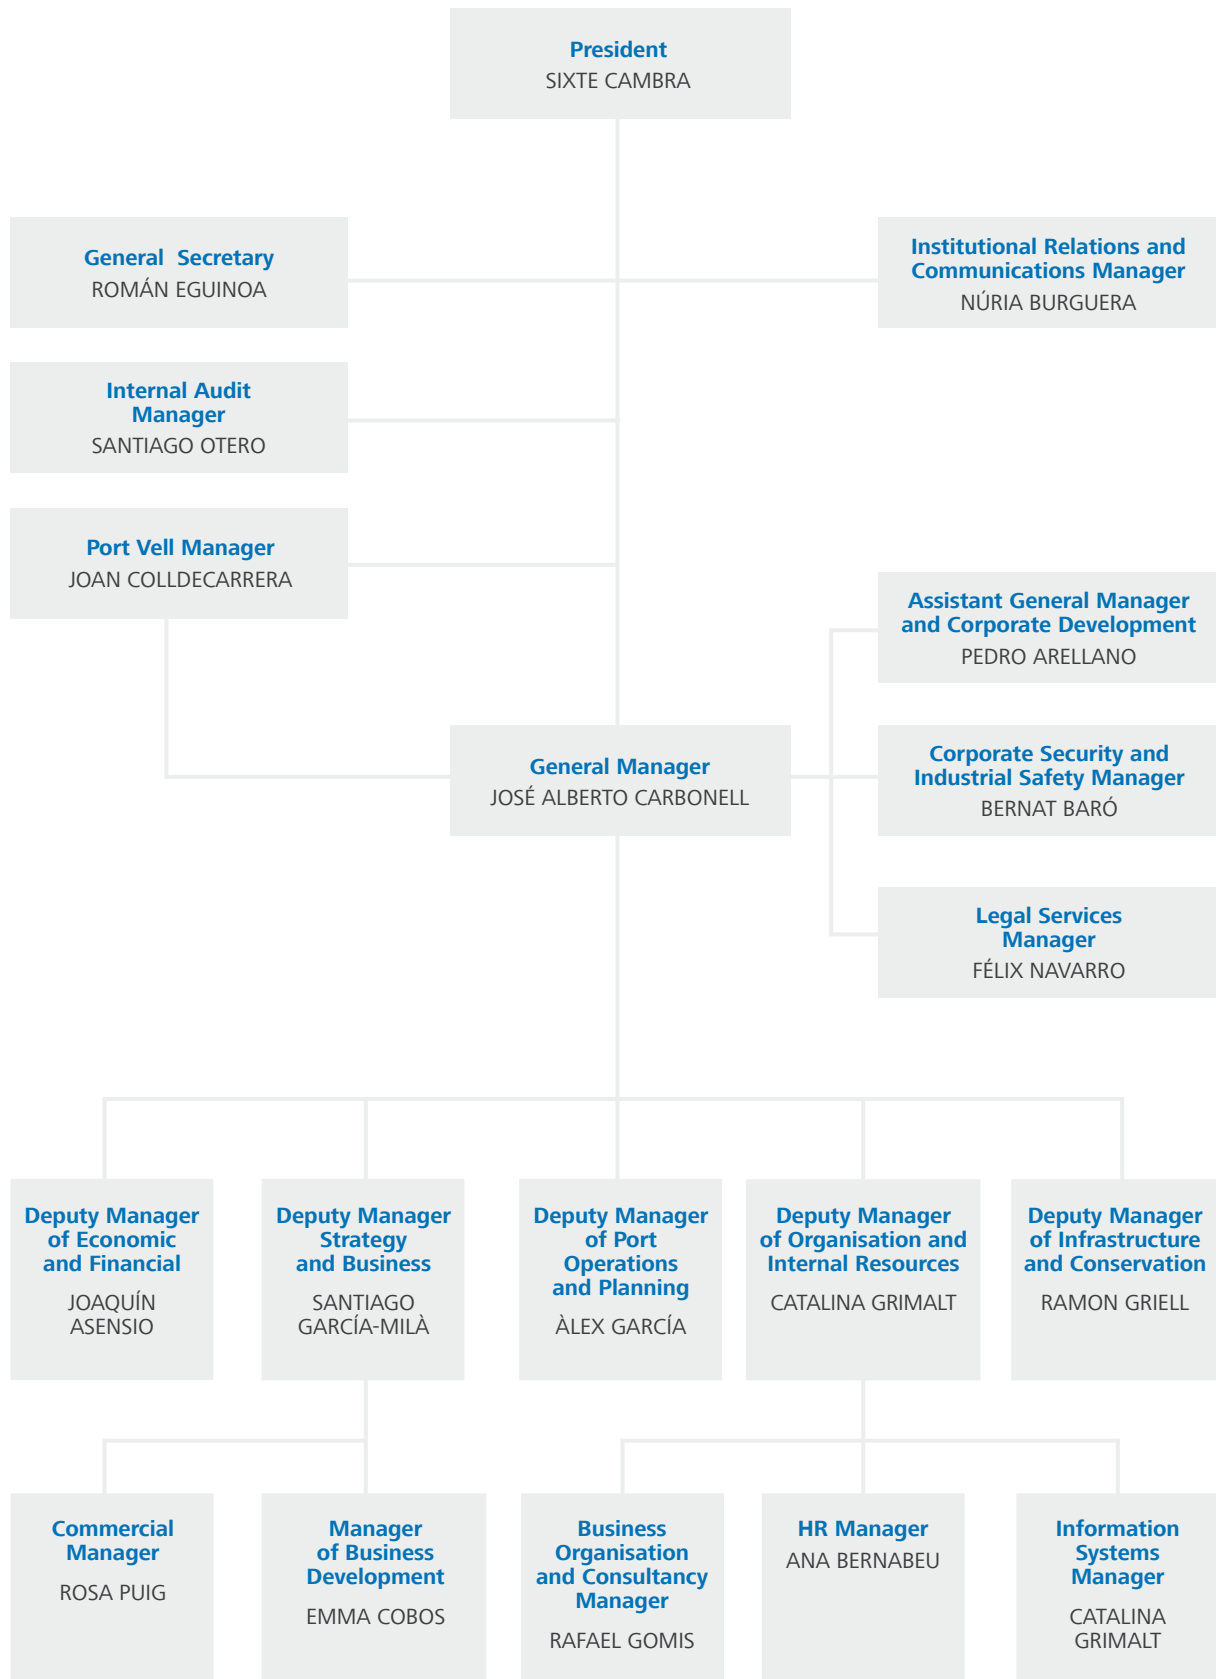 President
SIXTE CAMBRA
General  Secretary
ROMÁN EGUINOA
Institutional Relations and
Communications Manager
NÚRIA BURGUERA
Internal Audit
Manager
SANTIAGO OTERO
Port Vell Manager
JOAN COLLDECARRERA
Assistant General Manager
and Corporate Development
PEDRO ARELLANO
General Manager
JOSÉ ALBERTO CARBONELL
Corporate Security and
Industrial Safety Manager
BERNAT BARÓ
Legal Services
Manager
FÉLIX NAVARRO
Deputy Manager
of Economic
and Financial
JOAQUÍN
ASENSIO
Deputy Manager
Strategy
and Business
SANTIAGO
GARCÍA-MILÀ
Deputy Manager
of Port
Operations
and Planning
ÀLEX GARCÍA
Deputy Manager
of Organisation and
Internal Resources
CATALINA GRIMALT
Deputy Manager
of Infrastructure
and Conservation
RAMON GRIELL
Commercial
Manager
ROSA PUIG
Manager
of Business
Development
EMMA COBOS
Business
Organisation
and Consultancy
Manager
RAFAEL GOMIS
HR Manager
ANA BERNABEU
Information
Systems
Manager
CATALINA
GRIMALT